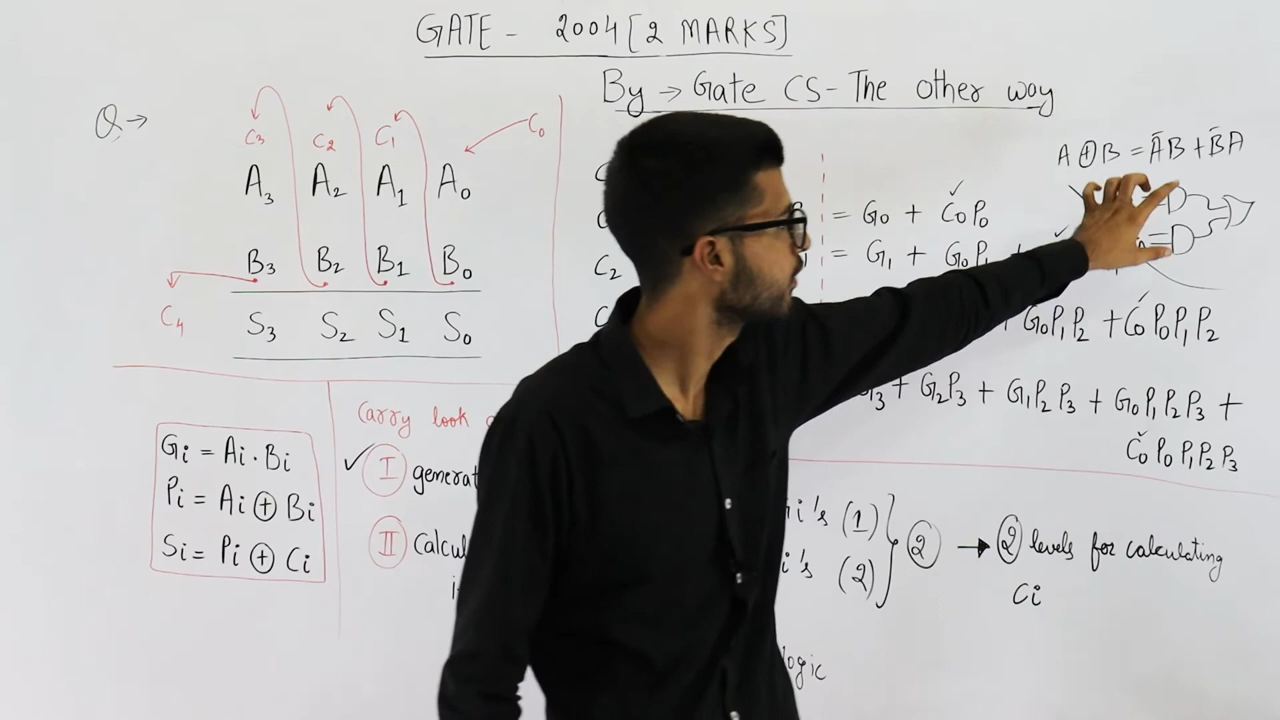 GATE - 2004 [2 MARKS]
By → Gate CS - The other way
Q →
C3 C2 C1 C0
A3 A2 A1 A0
B3 B2 B1 B0
C4
S3 S2 S1 S0
A ⊕ B = ĀB + B̄A
= G0 + C0P0
C2 = G1 + G0P1 +
+ G0P1P2 + C0P0P1P2
G3 + G2P3 + G1P2P3 + G0P1P2P3 +
C0P0P1P2P3
Gi = Ai · Bi
Pi = Ai ⊕ Bi
Si = Pi ⊕ Ci
Carry look
I
II
i's (1)
i's (2)
② → ② levels for calculating
Ci
logic